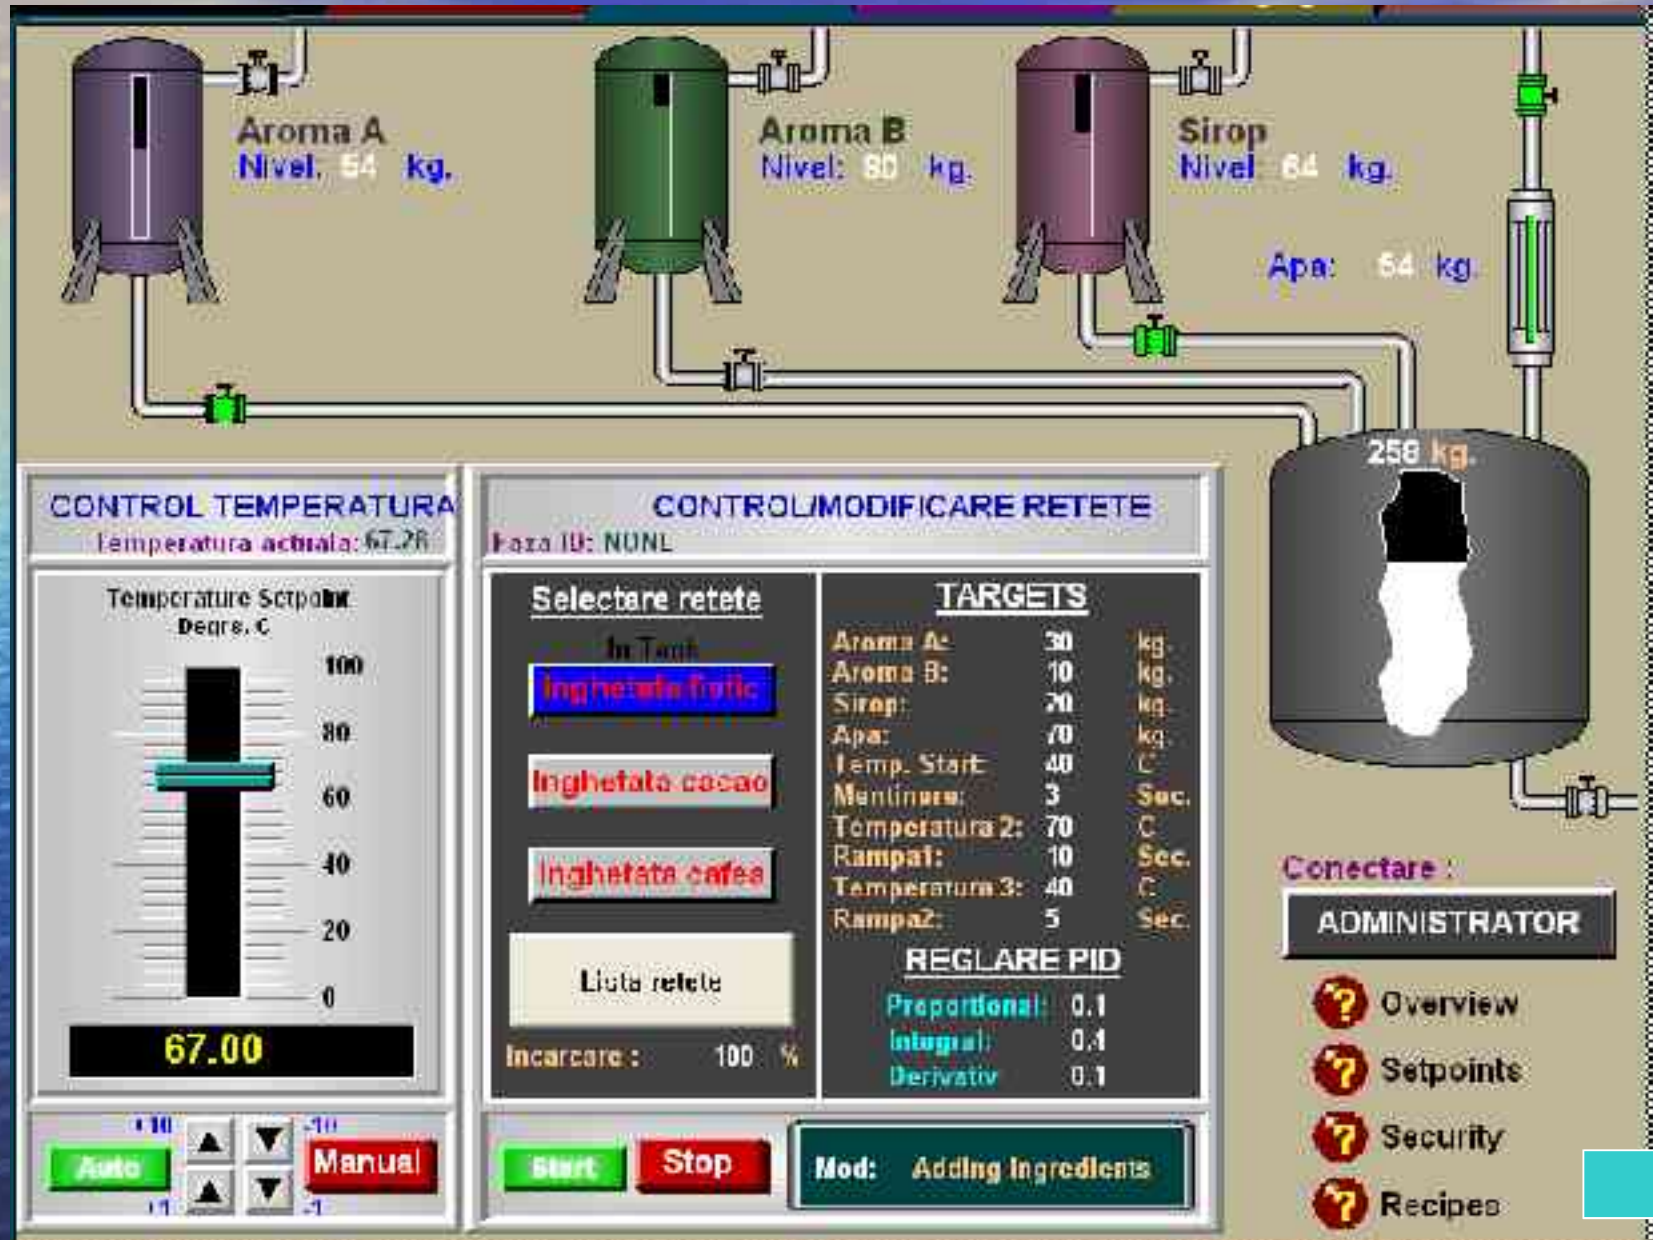 Aroma A
Nivel: 54 kg.
Aroma B
Nivel: 80 kg.
Sirop
Nivel 64 kg.
Apa: 54 kg.
258 kg.
CONTROL TEMPERATURA
Temperatura actuala: 67.28
CONTROL/MODIFICARE RETETE
Faza ID: NONE
Temperature Setpoint
Degrs. C
100
80
60
40
20
0
67.00
+10
-10
Auto
Manual
+1
-1
Selectare retete
In Tank
Inghetata fistic
Inghetata cacao
Inghetata cafea
Lista retete
Incarcare : 100 %
TARGETS
Aroma A: 30 kg.
Aroma B: 10 kg.
Sirop: 20 kg.
Apa: 70 kg.
Temp. Start: 40 C
Mentinere: 3 Sec.
Temperatura 2: 70 C
Rampa1: 10 Sec.
Temperatura 3: 40 C
Rampa2: 5 Sec.
REGLARE PID
Proportional: 0.1
Integral: 0.1
Derivativ 0.1
Start
Stop
Mod: Adding Ingredients
Conectare :
ADMINISTRATOR
Overview
Setpoints
Security
Recipes